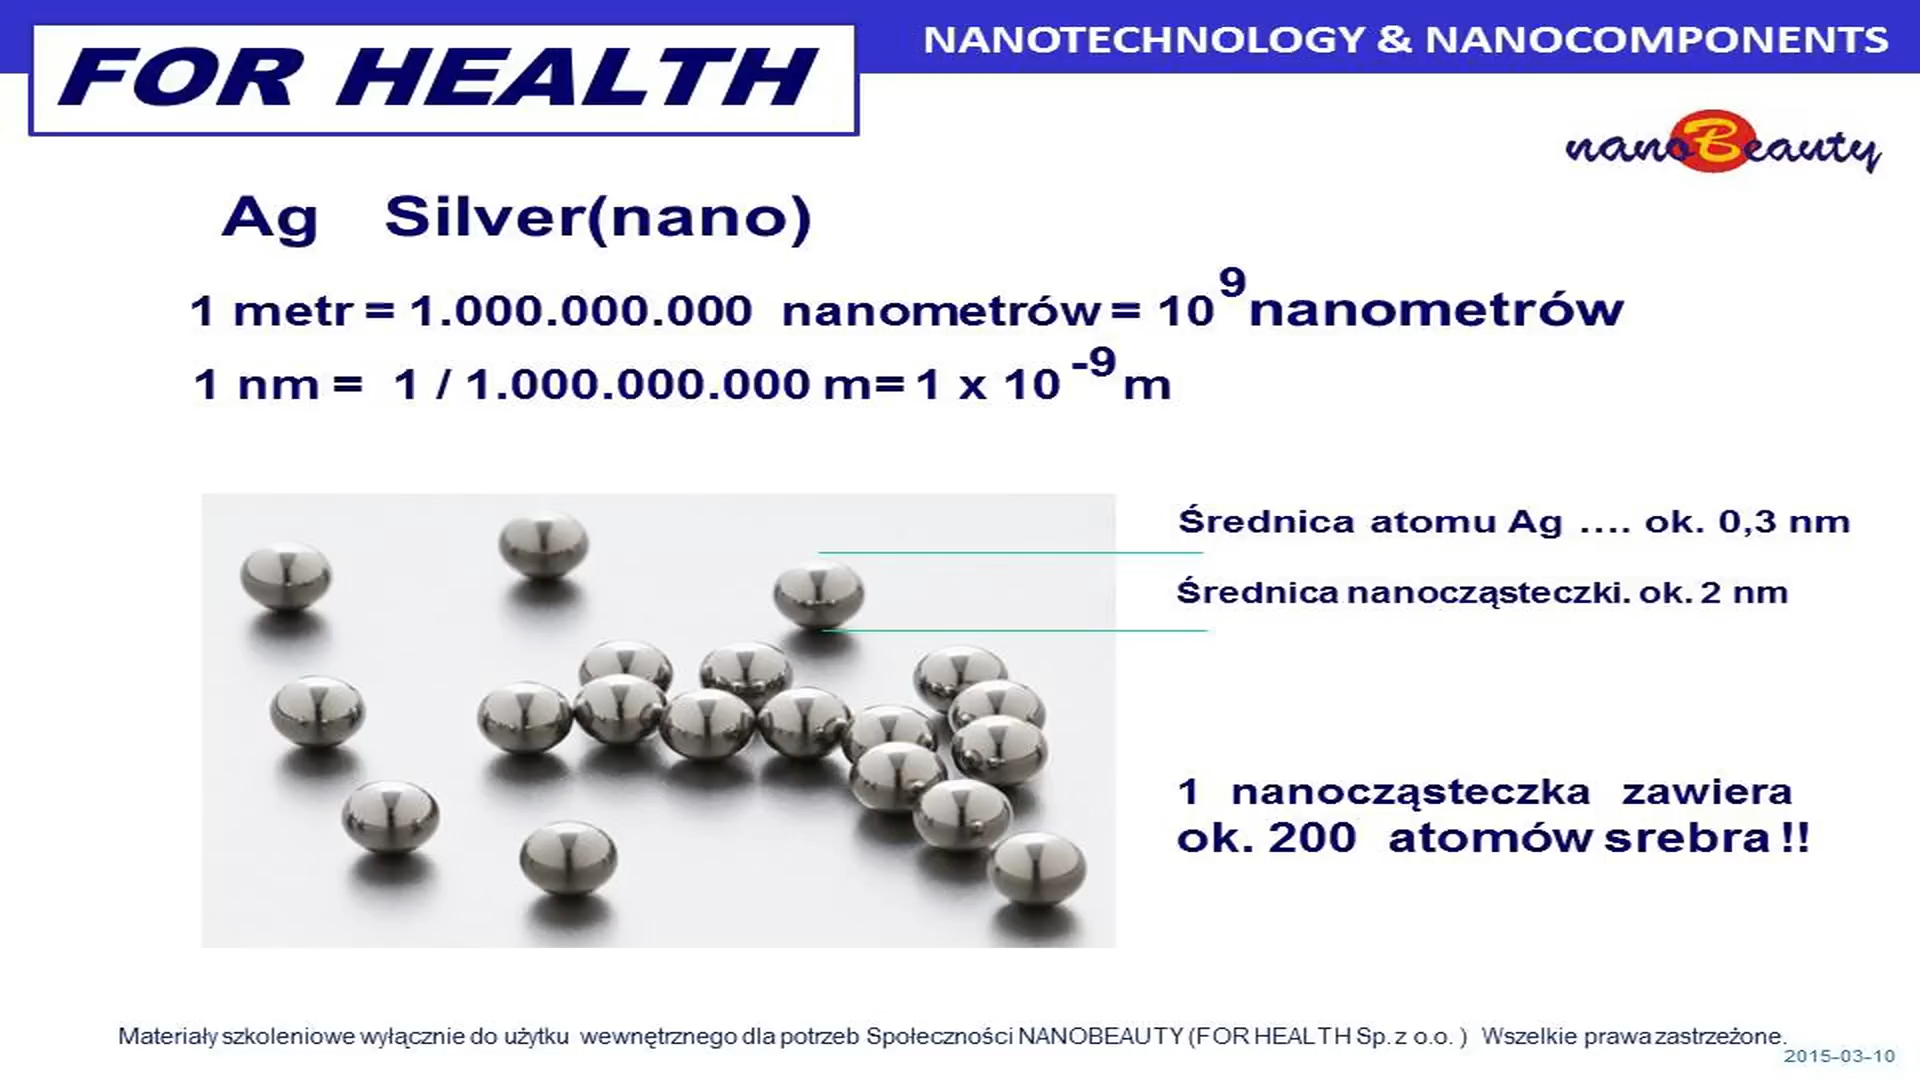 NANOTECHNOLOGY & NANOCOMPONENTS
FOR HEALTH
nanoBeauty
Ag Silver(nano)
1 metr = 1.000.000.000 nanometrów = 10⁹ nanometrów
1 nm = 1 / 1.000.000.000 m= 1 x 10⁻⁹ m
Średnica atomu Ag .... ok. 0,3 nm
Średnica nanocząsteczki. ok. 2 nm
1 nanocząsteczka zawiera
ok. 200 atomów srebra !!
Materiały szkoleniowe wyłącznie do użytku wewnętrznego dla potrzeb Społeczności NANOBEAUTY (FOR HEALTH Sp. z o.o. ) Wszelkie prawa zastrzeżone.
2015-03-10